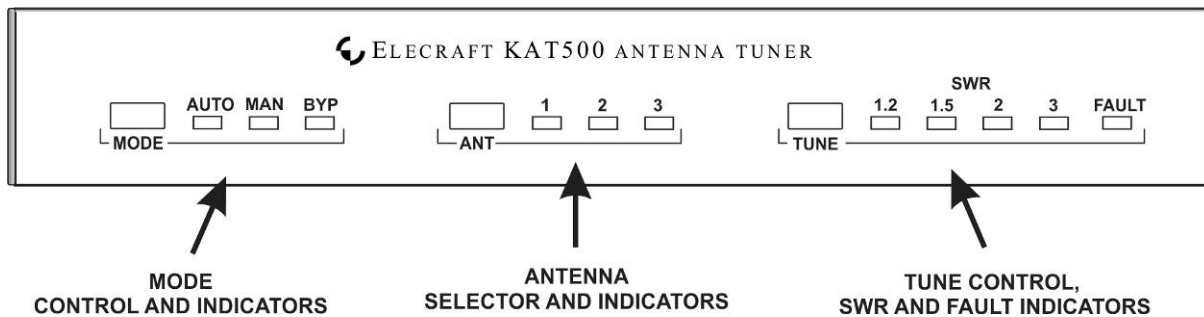 ELECRAFT KAT500 ANTENNA TUNER
SWR
AUTO MAN BYP
1 2 3
1.2 1.5 2 3 FAULT
MODE
ANT
TUNE
MODE
CONTROL AND INDICATORS
ANTENNA
SELECTOR AND INDICATORS
TUNE CONTROL,
SWR AND FAULT INDICATORS